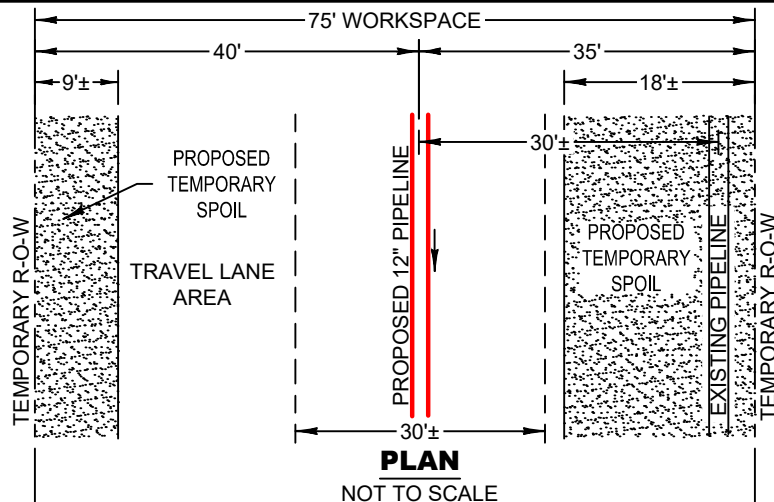 75' WORKSPACE
40'
35'
9'±
18'±
30'±
PROPOSED
TEMPORARY
SPOIL
TRAVEL LANE
AREA
TEMPORARY R-O-W
PROPOSED 12" PIPELINE
PROPOSED
TEMPORARY
SPOIL
EXISTING PIPELINE
TEMPORARY R-O-W
30'±
PLAN
NOT TO SCALE